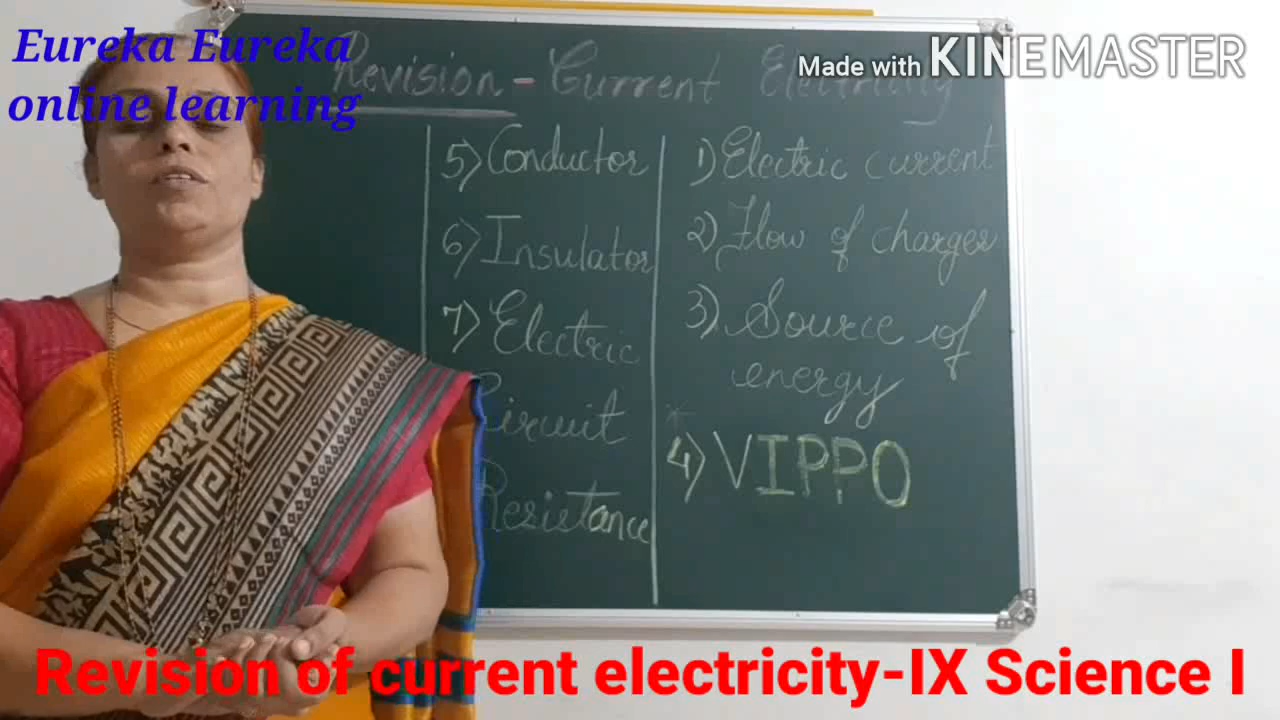 Eureka Eureka
online learning
Made with KINEMASTER
Revision - Current Electricity
1) Electric current
2) Flow of charges
3) Source of
energy
4) VIPPO
5) Conductor
6) Insulator
7) Electric
Circuit
Resistance
Revision of current electricity-IX Science I